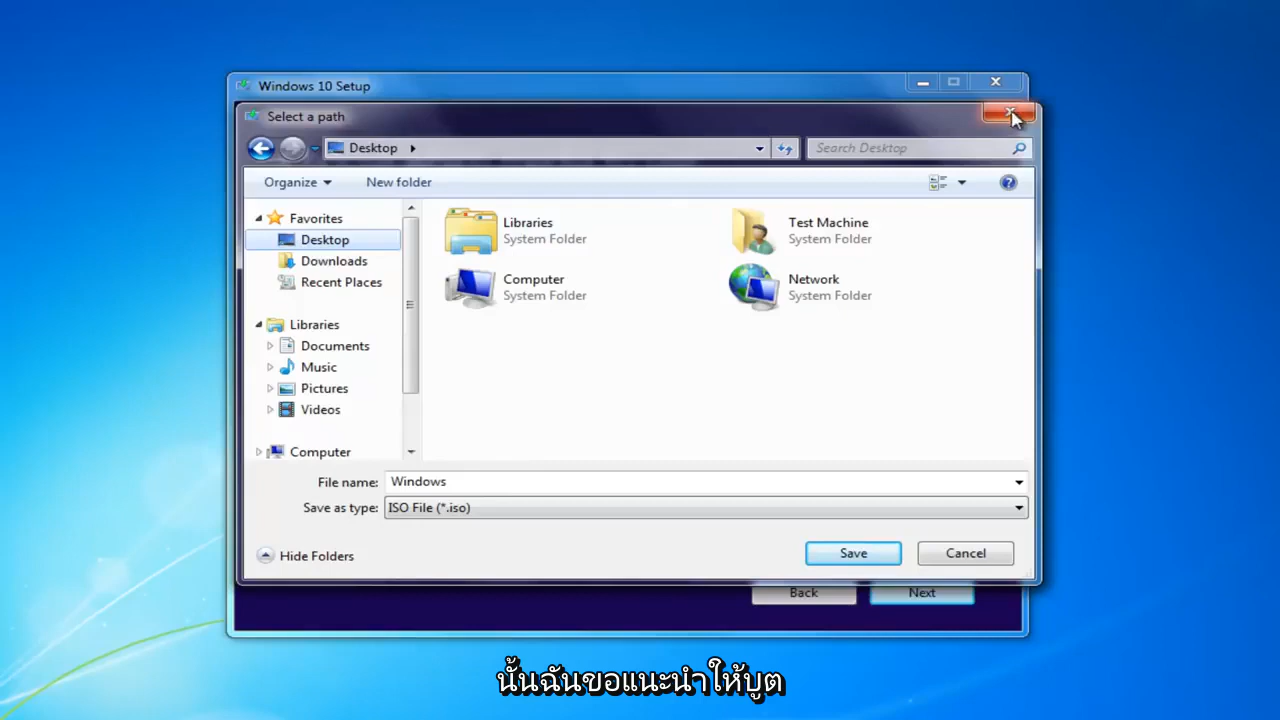 Windows 10 Setup
Select a path
Desktop
Search Desktop
Organize
New folder
Favorites
Desktop
Downloads
Recent Places
Libraries
Documents
Music
Pictures
Videos
Computer
Libraries
System Folder
Test Machine
System Folder
Computer
System Folder
Network
System Folder
File name: Windows
Save as type: ISO File (*.iso)
Hide Folders
Save
Cancel
Back
Next
นั้นฉันขอแนะนำให้บูต